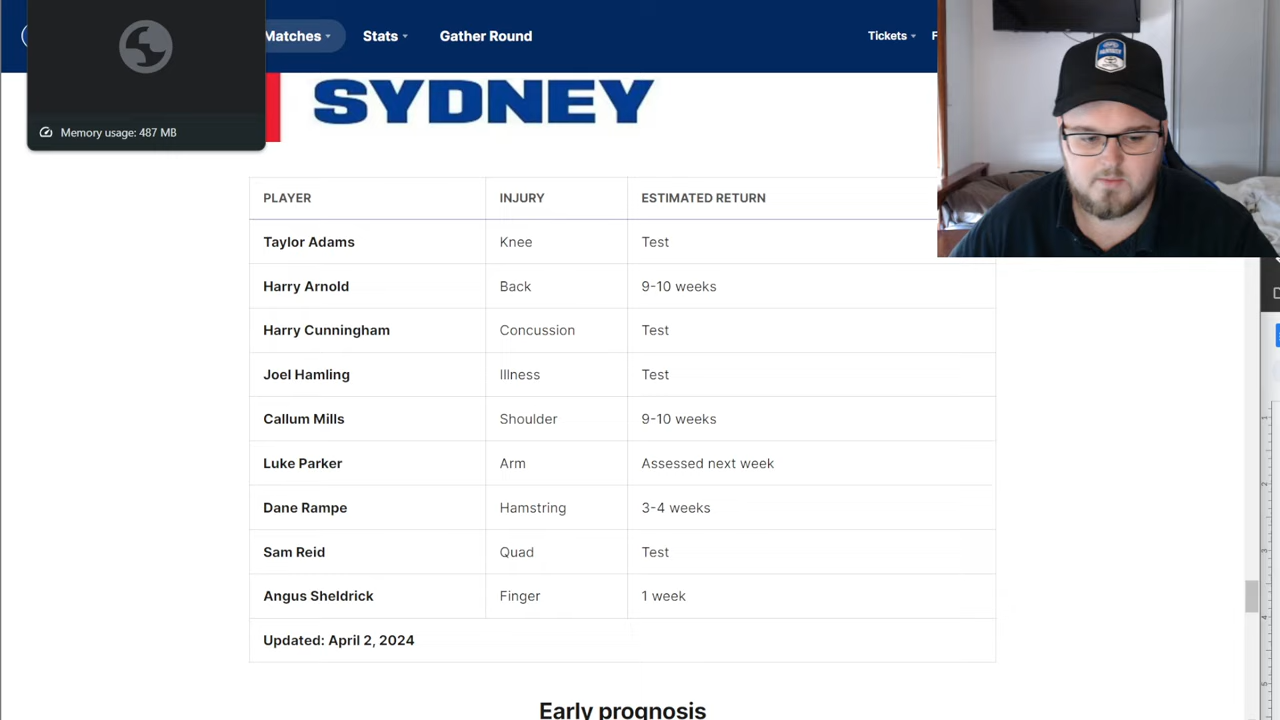 Matches
Stats
Gather Round
Tickets
F
Memory usage: 487 MB
SYDNEY
PLAYER INJURY ESTIMATED RETURN
Taylor Adams Knee Test
Harry Arnold Back 9-10 weeks
Harry Cunningham Concussion Test
Joel Hamling Illness Test
Callum Mills Shoulder 9-10 weeks
Luke Parker Arm Assessed next week
Dane Rampe Hamstring 3-4 weeks
Sam Reid Quad Test
Angus Sheldrick Finger 1 week
Updated: April 2, 2024
Early prognosis